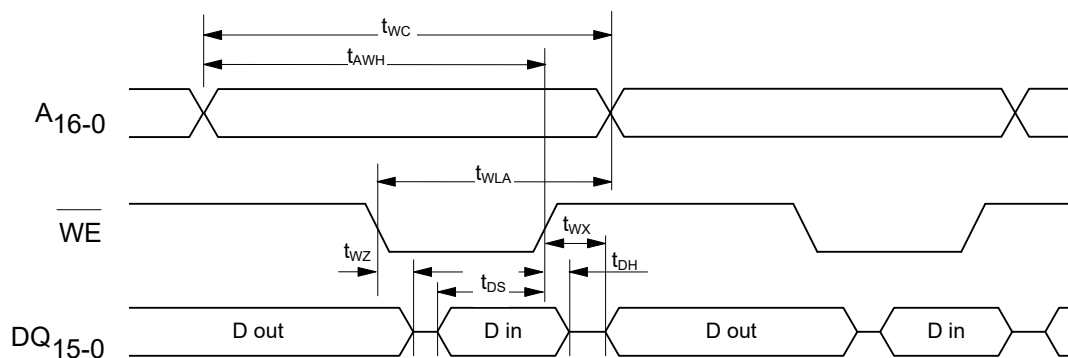 tWC
tAWH
A16-0
tWLA
WE
tWX
tWZ
tDH
tDS
DQ15-0
D out
D in
D out
D in